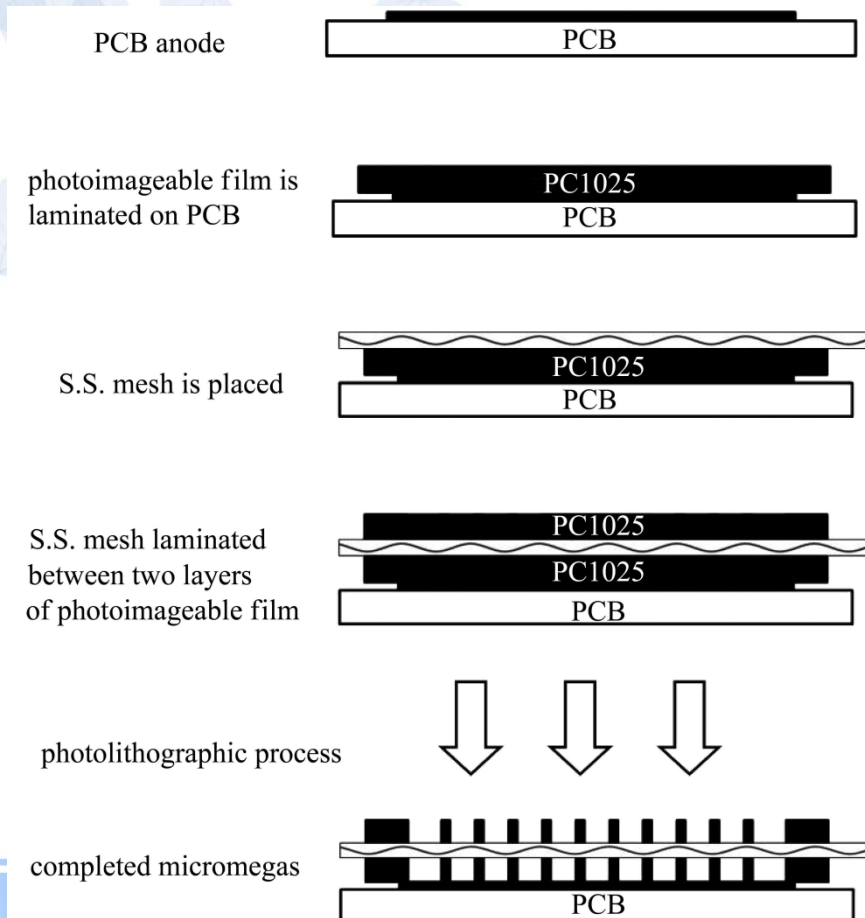 PCB anode
PCB
photoimageable film is
laminated on PCB
PC1025
PCB
S.S. mesh is placed
PC1025
PCB
S.S. mesh laminated
between two layers
of photoimageable film
PC1025
PC1025
PCB
photolithographic process
completed micromegas
PCB